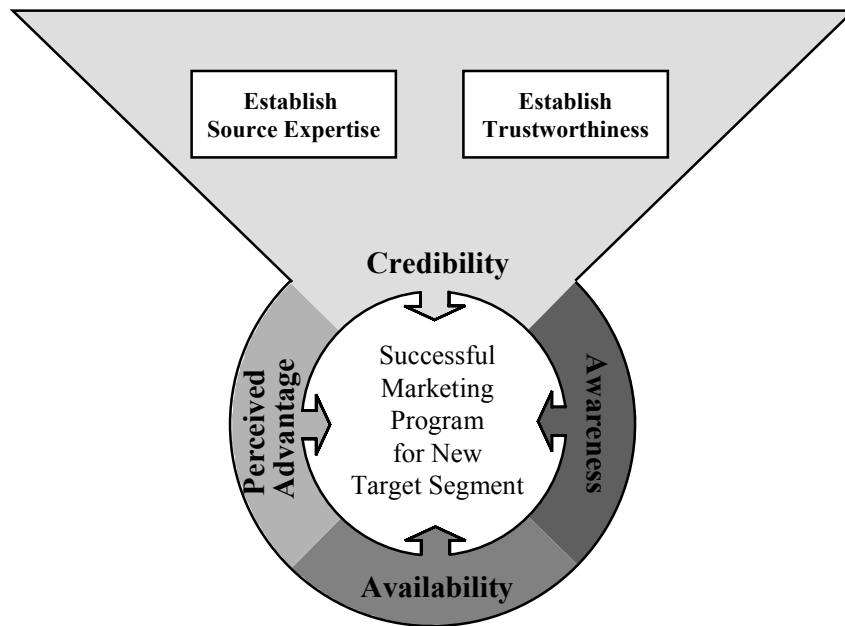 Establish
Source Expertise
Establish
Trustworthiness
Credibility
Perceived
Advantage
Successful
Marketing
Program
for New
Target Segment
Awareness
Availability